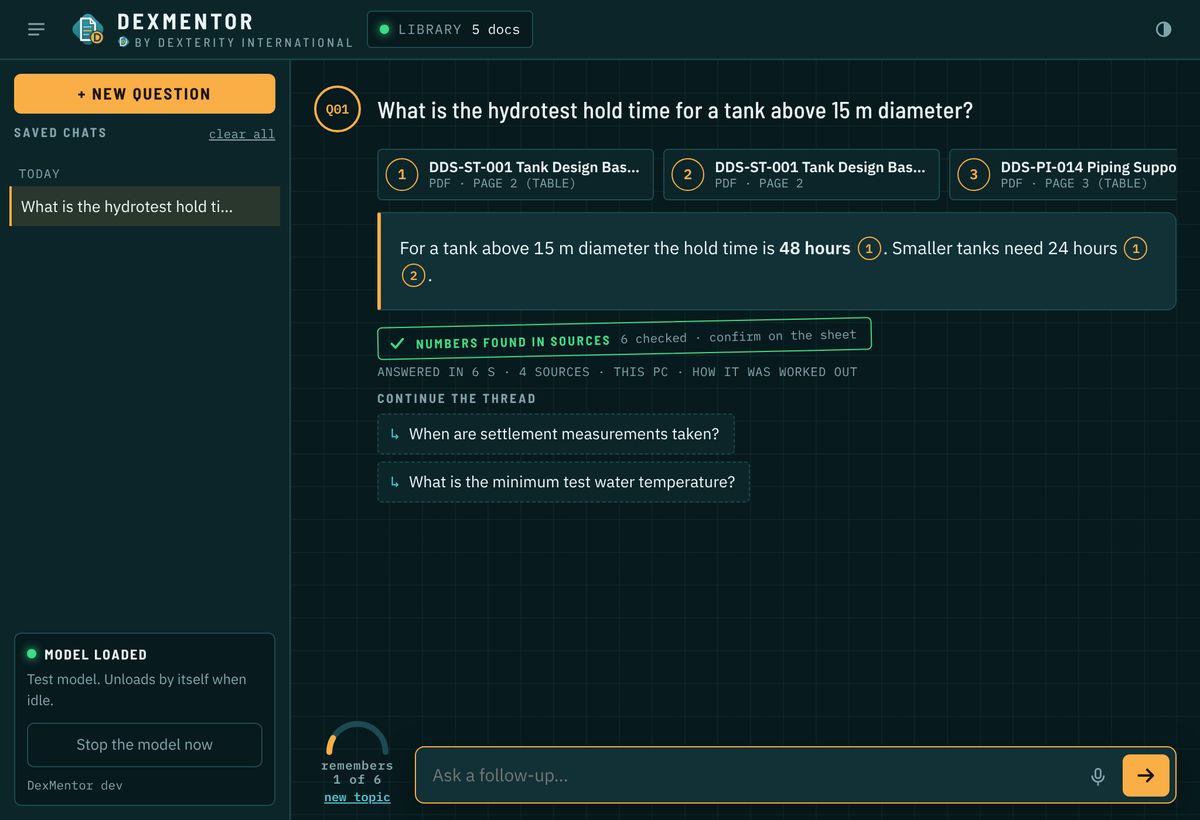 DEXMENTOR
BY DEXTERITY INTERNATIONAL
LIBRARY 5 docs
+ NEW QUESTION
SAVED CHATS
clear all
TODAY
What is the hydrotest hold ti...
Q01
What is the hydrotest hold time for a tank above 15 m diameter?
1
DDS-ST-001 Tank Design Bas...
PDF · PAGE 2 (TABLE)
2
DDS-ST-001 Tank Design Bas...
PDF · PAGE 2
3
DDS-PI-014 Piping Suppo
PDF · PAGE 3 (TABLE)
For a tank above 15 m diameter the hold time is 48 hours 1. Smaller tanks need 24 hours 1
2.
NUMBERS FOUND IN SOURCES 6 checked · confirm on the sheet
ANSWERED IN 6 S · 4 SOURCES · THIS PC · HOW IT WAS WORKED OUT
CONTINUE THE THREAD
↳ When are settlement measurements taken?
↳ What is the minimum test water temperature?
MODEL LOADED
Test model. Unloads by itself when
idle.
Stop the model now
DexMentor dev
remembers
1 of 6
new topic
Ask a follow-up...